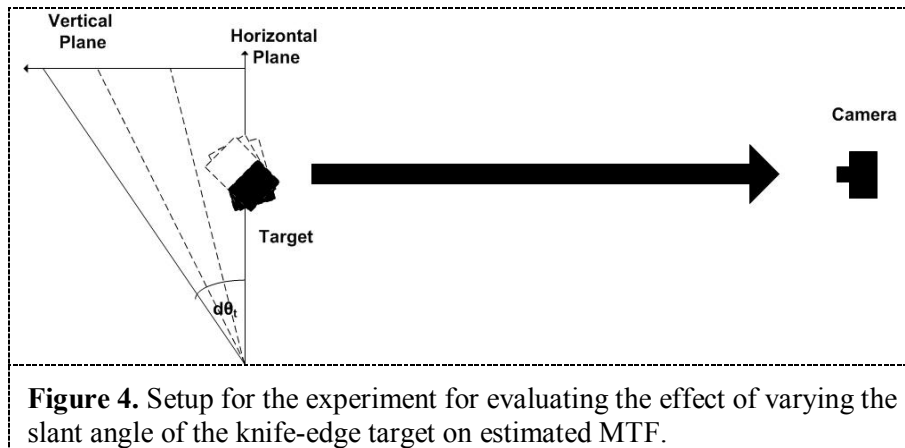 Vertical
Plane
Horizontal
Plane
Camera
Target
dθt
Figure 4. Setup for the experiment for evaluating the effect of varying the
slant angle of the knife-edge target on estimated MTF.